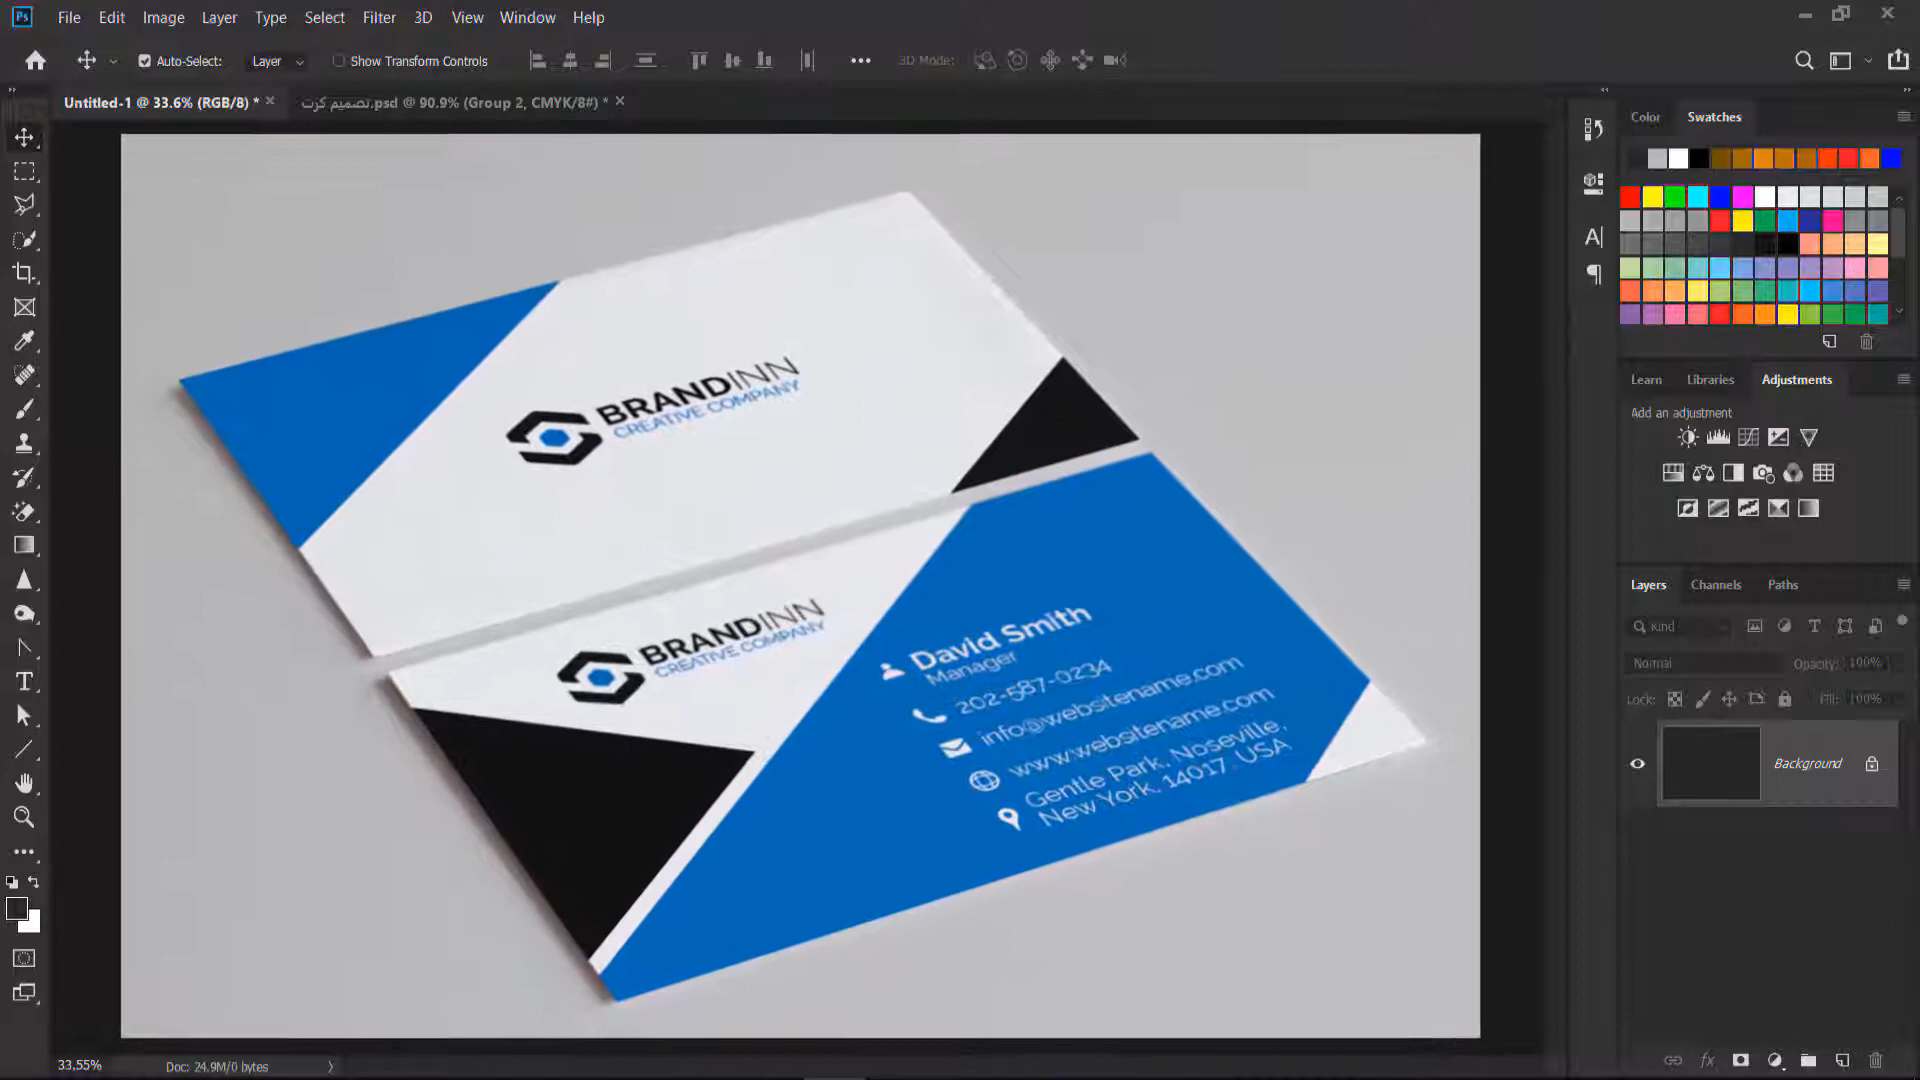 Ps File Edit Image Layer Type Select Filter 3D View Window Help
Auto-Select: Layer Show Transform Controls 3D Mode:
Untitled-1 @ 33.6% (RGB/8) *
تصمیم کرت.psd @ 90.9% (Group 2, CMYK/8#) *
Color Swatches
BRANDINN
CREATIVE COMPANY
BRANDINN
CREATIVE COMPANY
David Smith
Manager
202-587-0234
info@websitename.com
www.websitename.com
Gentle Park, Noseville,
New York, 14017, USA
Learn Libraries Adjustments
Add an adjustment
Layers Channels Paths
Kind
Normal Opacity: 100%
Lock: Fill: 100%
Background
fx
33.55% Doc: 24.9M/0 bytes